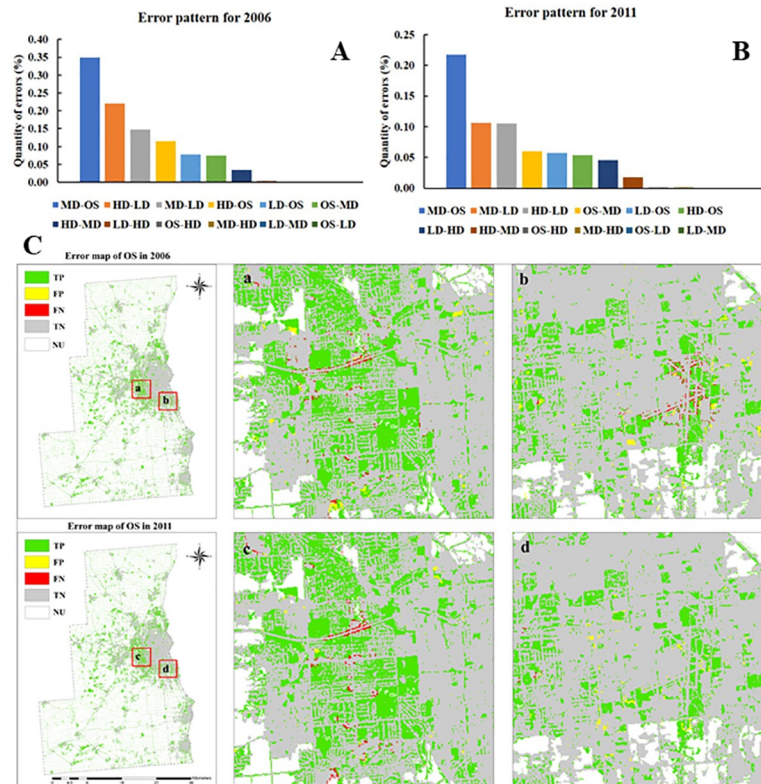 Error pattern for 2006
A
Quantity of errors (%)
0.40
0.35
0.30
0.25
0.20
0.15
0.10
0.05
0.00
MD-OS HD-LD MD-LD HD-OS LD-OS OS-MD
HD-MD LD-HD OS-HD MD-HD LD-MD OS-LD
Error pattern for 2011
B
Quantity of errors (%)
0.25
0.20
0.15
0.10
0.05
0.00
MD-OS MD-LD HD-LD OS-MD LD-OS HD-OS
LD-HD HD-MD OS-HD MD-HD OS-LD LD-MD
C
Error map of OS in 2006
TP
FP
FN
TN
NU
a
b
a
b
Error map of OS in 2011
TP
FP
FN
TN
NU
c
d
c
d